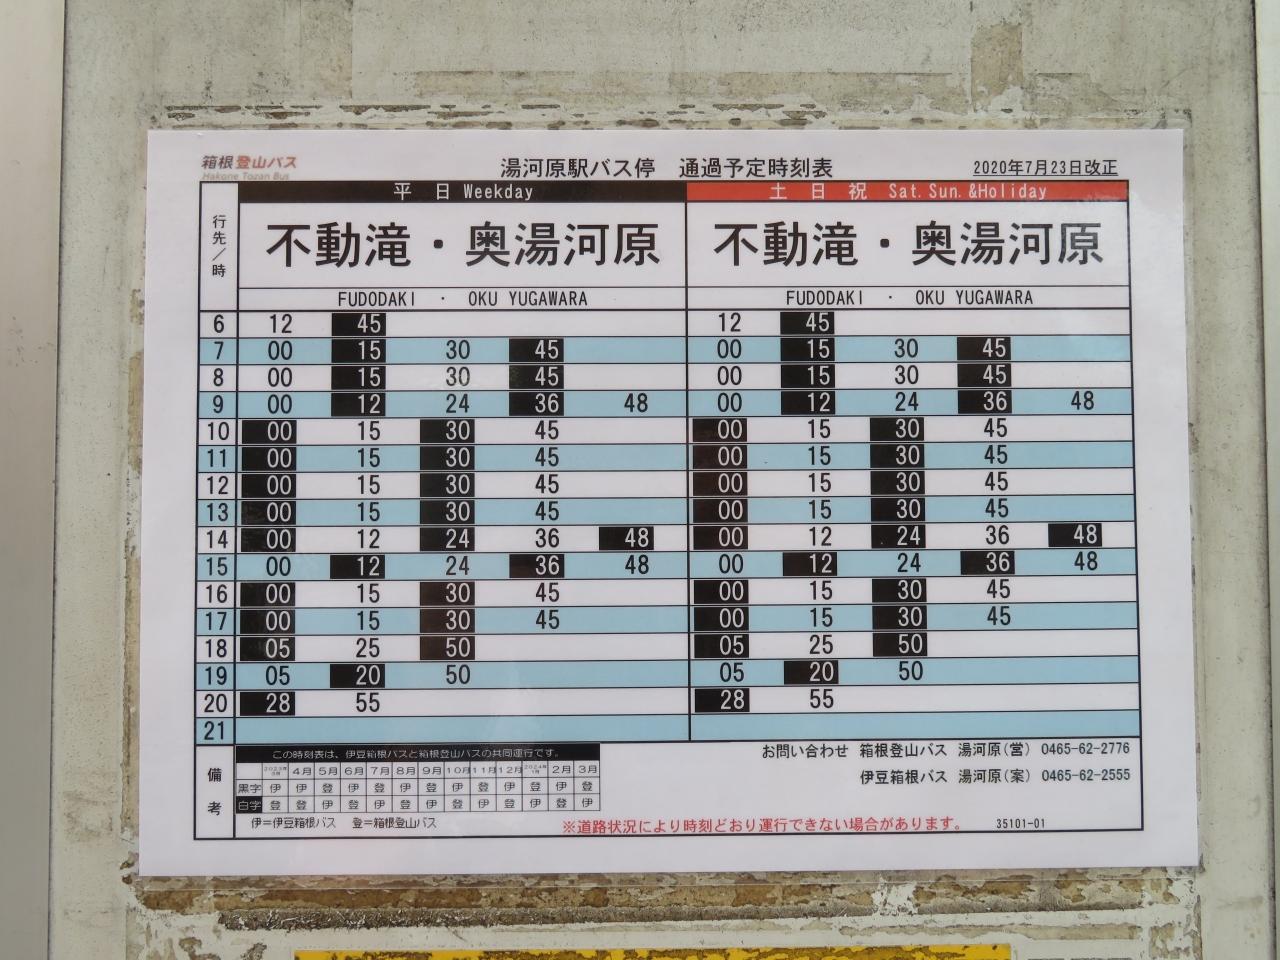 箱根登山バス
Hakone Tozan Bus
湯河原駅バス停 通過予定時刻表
2020年7月23日改正
行先/時 平 日 Weekday 土 日 祝 Sat. Sun. &Holiday
不動滝・奥湯河原 不動滝・奥湯河原
FUDODAKI ・ OKU YUGAWARA FUDODAKI ・ OKU YUGAWARA
6 12 45 12 45
7 00 15 30 45 00 15 30 45
8 00 15 30 45 00 15 30 45
9 00 12 24 36 48 00 12 24 36 48
10 00 15 30 45 00 15 30 45
11 00 15 30 45 00 15 30 45
12 00 15 30 45 00 15 30 45
13 00 15 30 45 00 15 30 45
14 00 12 24 36 48 00 12 24 36 48
15 00 12 24 36 48 00 12 24 36 48
16 00 15 30 45 00 15 30 45
17 00 15 30 45 00 15 30 45
18 05 25 50 05 25 50
19 05 20 50 05 20 50
20 28 55 28 55
21
備考
この時刻表は、伊豆箱根バスと箱根登山バスの共同運行です。
2023年3月 4月 5月 6月 7月 8月 9月 10月 11月 12月 2024年1月 2月 3月
黒字 伊 伊 登 伊 登 伊 登 伊 登 伊 登 伊 登
白字 登 登 伊 登 伊 登 伊 登 伊 登 伊 登 伊
伊=伊豆箱根バス 登=箱根登山バス
お問い合わせ 箱根登山バス 湯河原(営) 0465-62-2776
伊豆箱根バス 湯河原(案) 0465-62-2555
※道路状況により時刻どおり運行できない場合があります。 35101-01